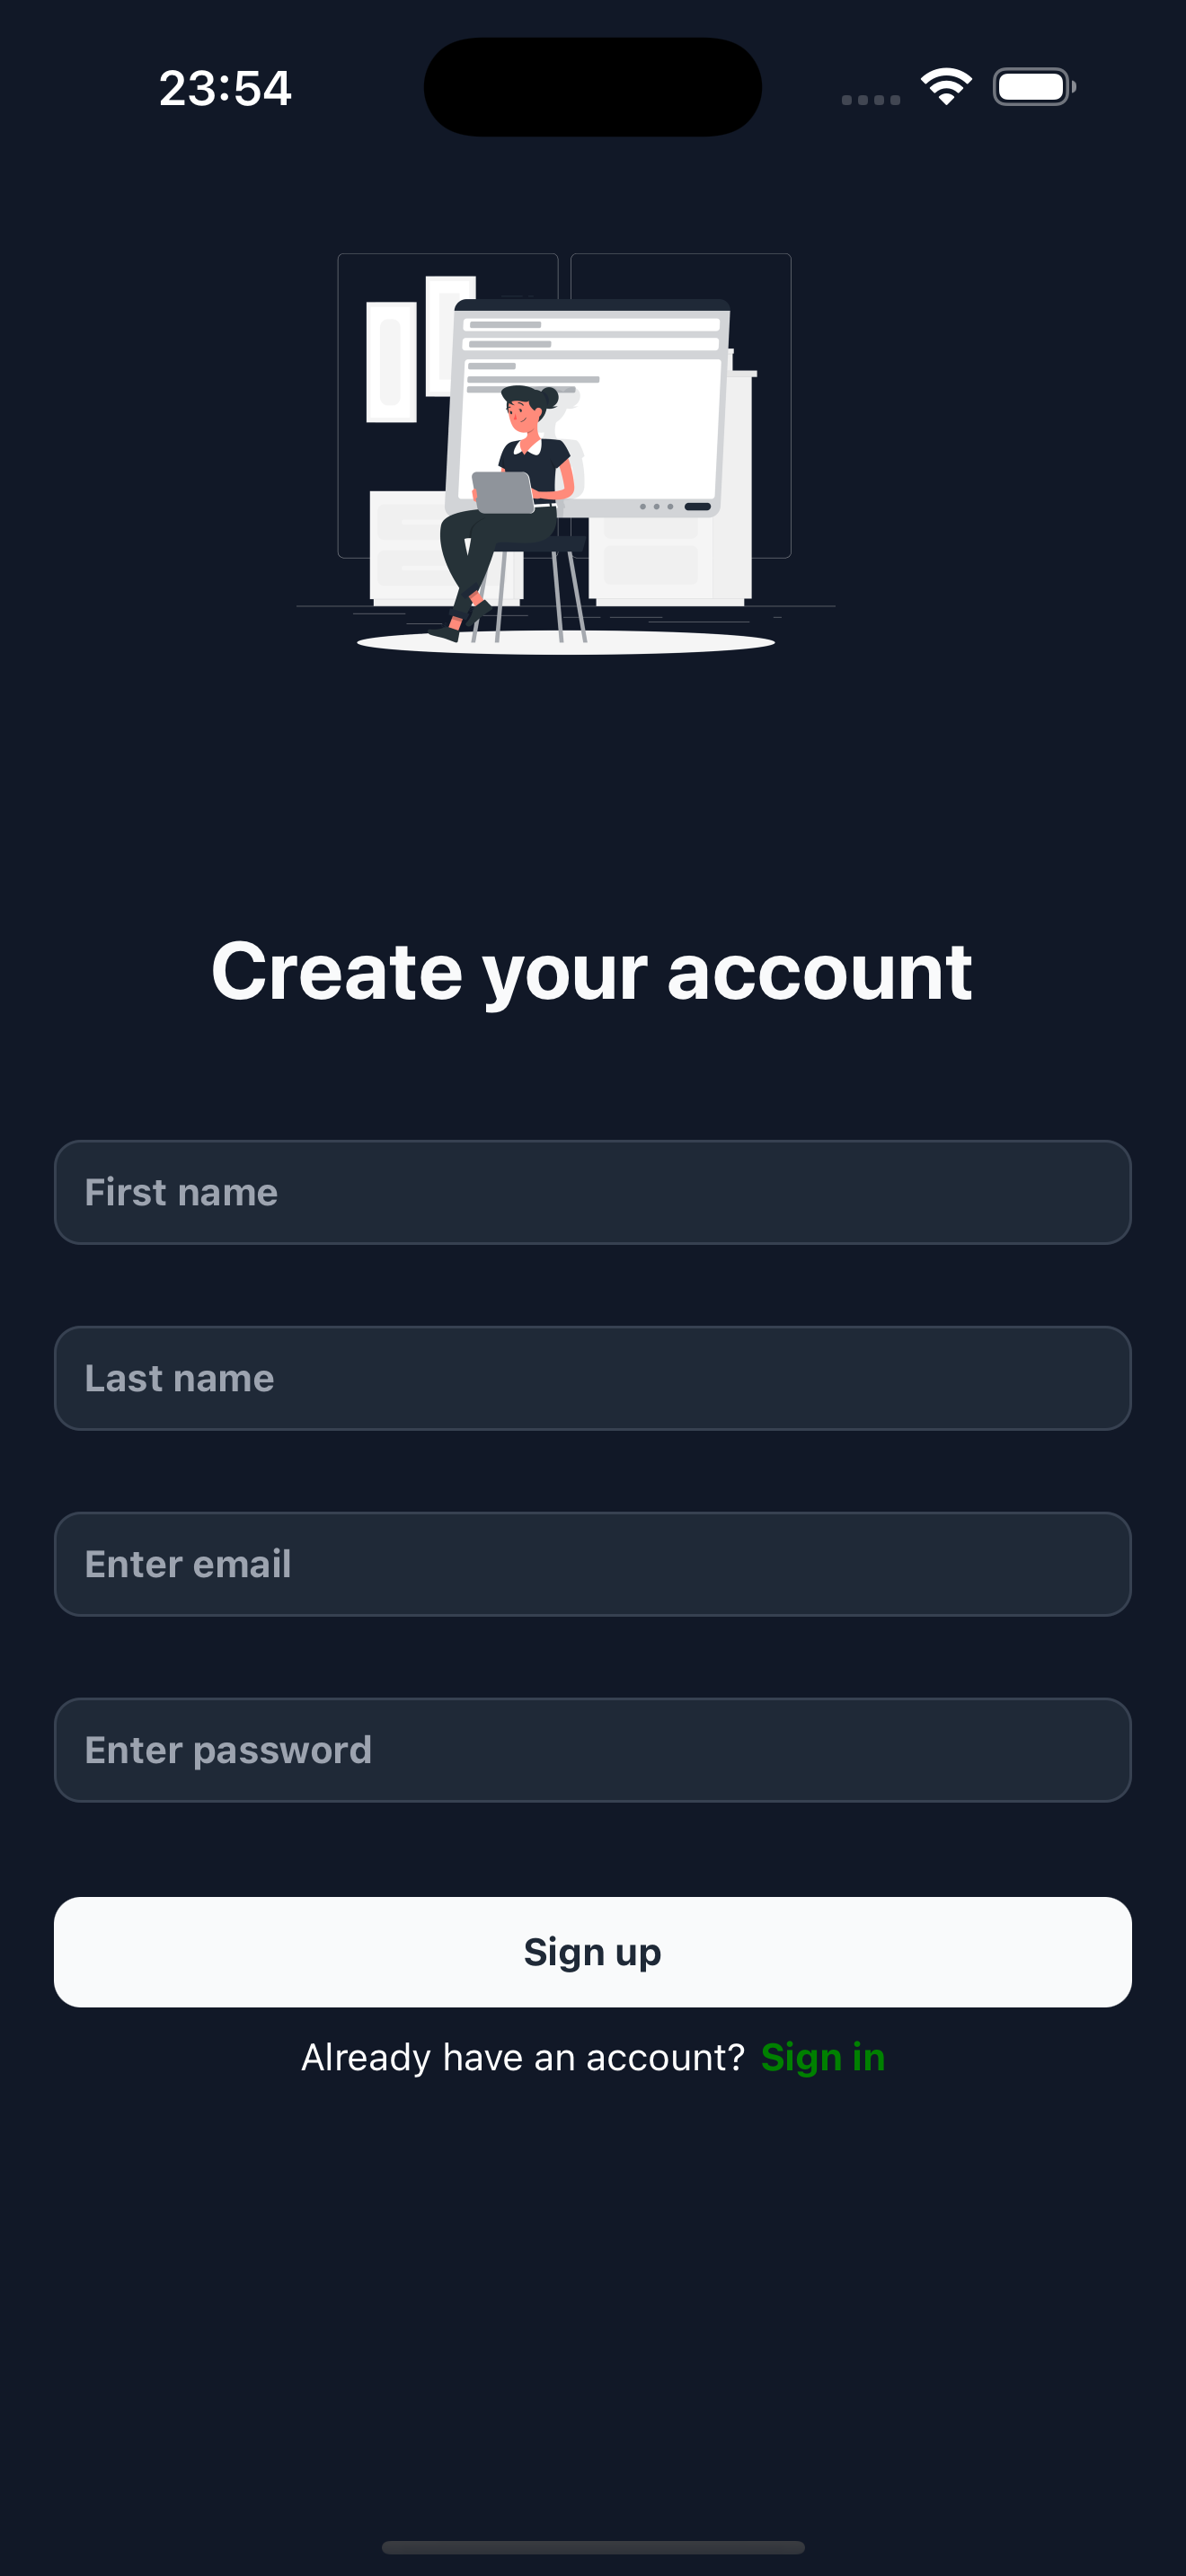 23:54
Create your account
First name
Last name
Enter email
Enter password
Sign up
Already have an account? Sign in